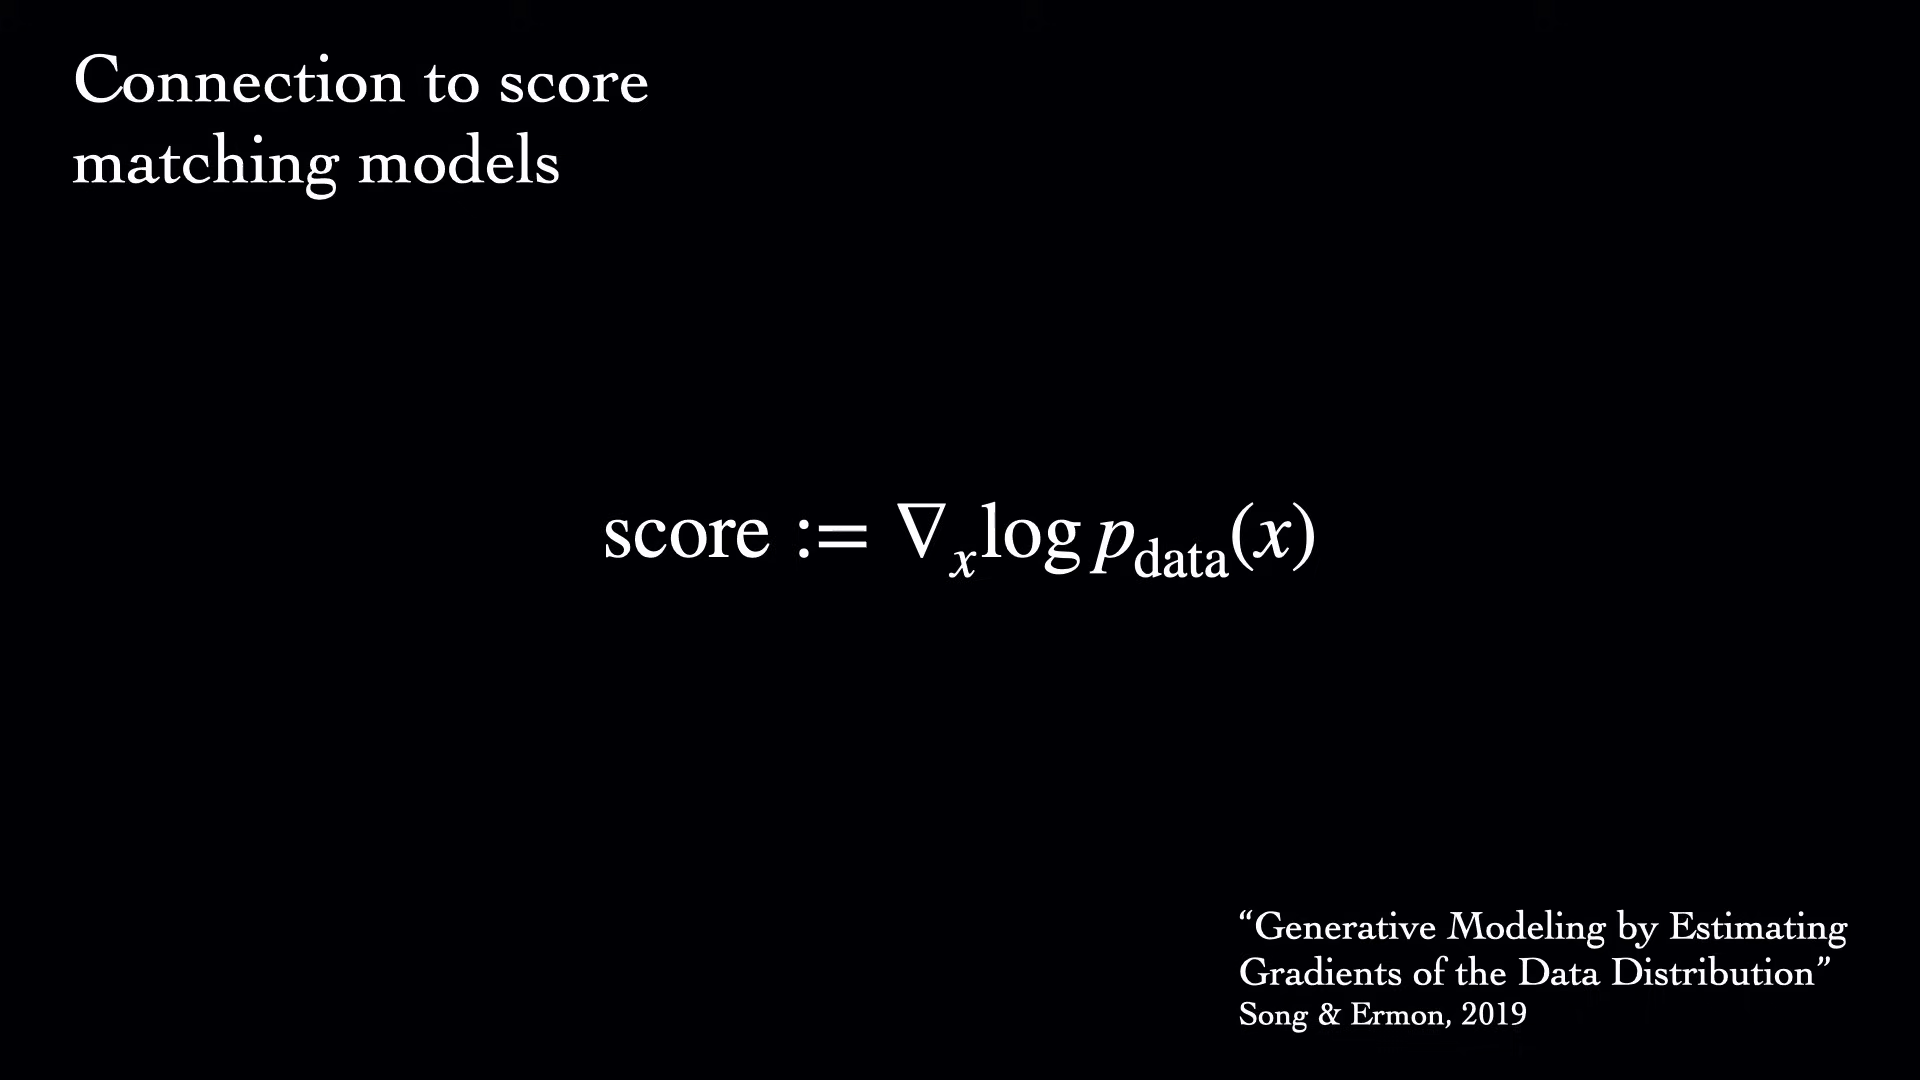 Connection to score
matching models
score := ∇ₓlog p_data(x)
“Generative Modeling by Estimating
Gradients of the Data Distribution”
Song & Ermon, 2019